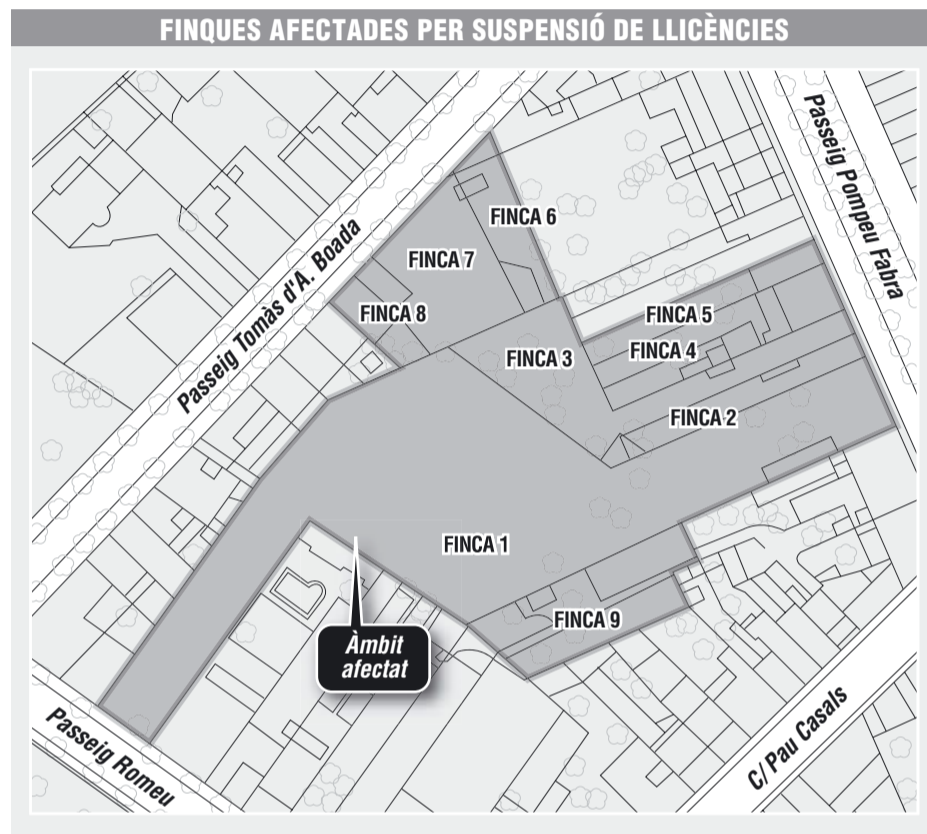 FINQUES AFECTADES PER SUSPENSIÓ DE LLICÈNCIES
Passeig Pompeu Fabra
Passeig Tomàs d'A. Boada
FINCA 6
FINCA 7
FINCA 8
FINCA 5
FINCA 4
FINCA 3
FINCA 2
FINCA 1
FINCA 9
Àmbit
afectat
Passeig Romeu
C/ Pau Casals